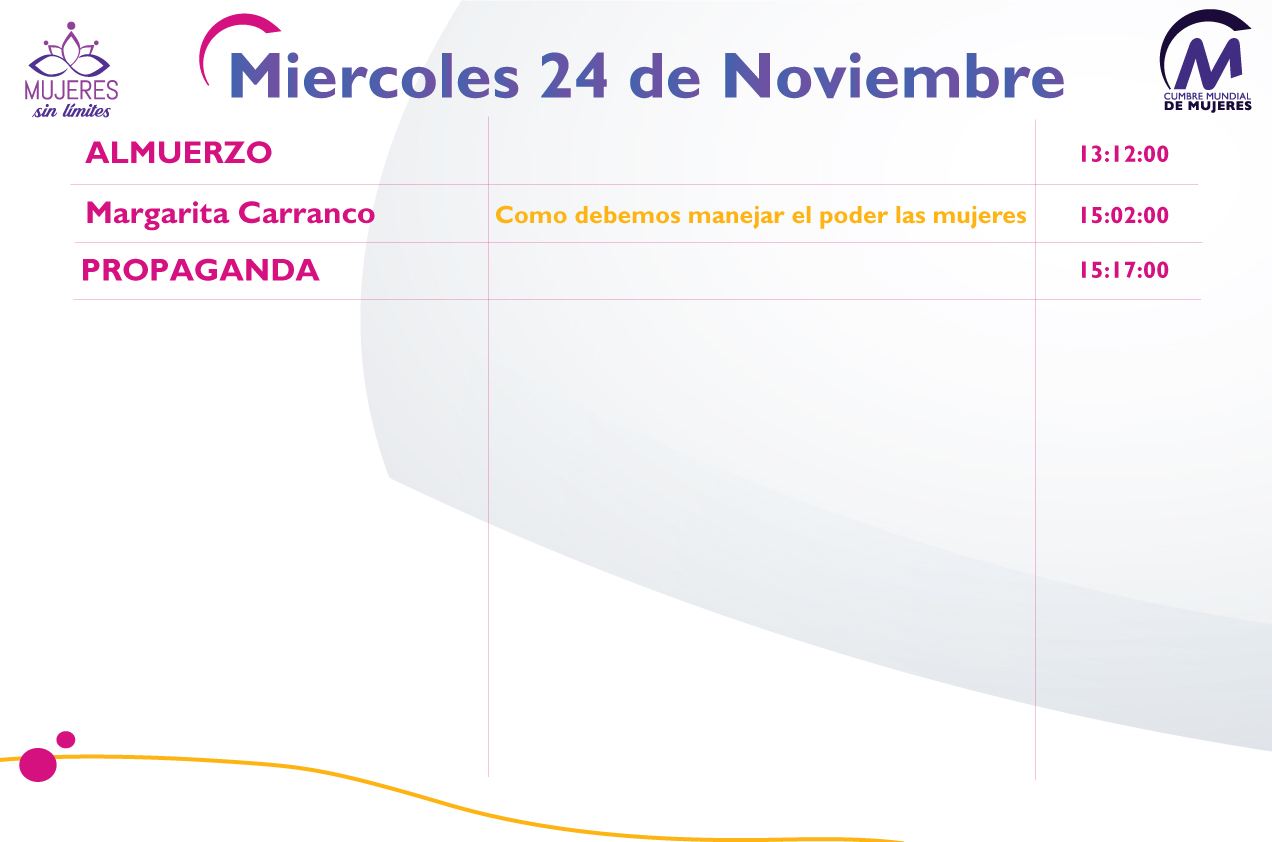 MUJERES
sin límites
Miercoles 24 de Noviembre
CUMBRE MUNDIAL
DE MUJERES
ALMUERZO 13:12:00
Margarita Carranco Como debemos manejar el poder las mujeres 15:02:00
PROPAGANDA 15:17:00